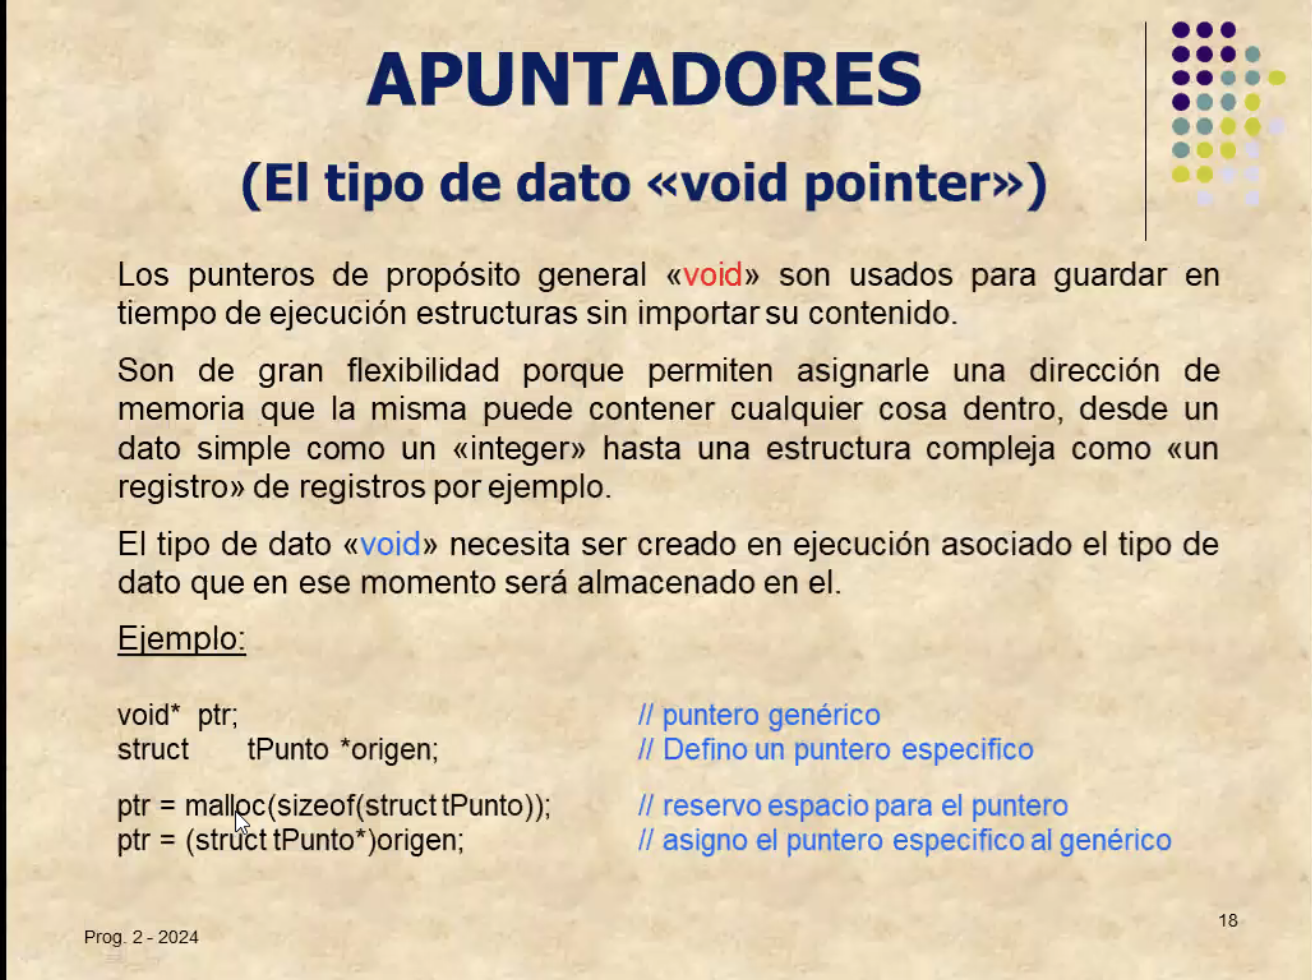 APUNTADORES
(El tipo de dato «void pointer»)
Los punteros de propósito general «void» son usados para guardar en
tiempo de ejecución estructuras sin importar su contenido.
Son de gran flexibilidad porque permiten asignarle una dirección de
memoria que la misma puede contener cualquier cosa dentro, desde un
dato simple como un «integer» hasta una estructura compleja como «un
registro» de registros por ejemplo.
El tipo de dato «void» necesita ser creado en ejecución asociado el tipo de
dato que en ese momento será almacenado en el.
Ejemplo:
void* ptr; // puntero genérico
struct tPunto *origen; // Defino un puntero especifico
ptr = malloc(sizeof(struct tPunto)); // reservo espacio para el puntero
ptr = (struct tPunto*)origen; // asigno el puntero especifico al genérico
18
Prog. 2 - 2024